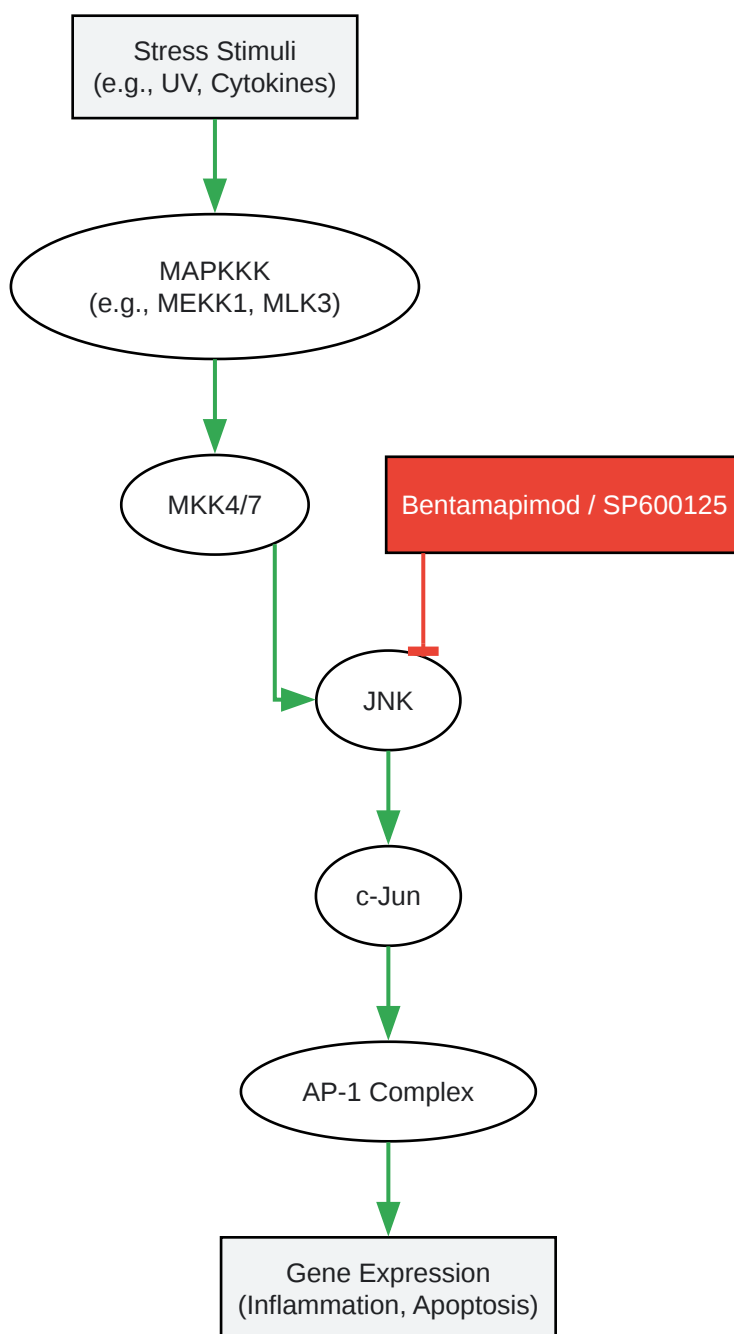 Stress Stimuli
(e.g., UV, Cytokines)
MAPKKK
(e.g., MEKK1, MLK3)
MKK4/7
Bentamapimod / SP600125
JNK
c-Jun
AP-1 Complex
Gene Expression
(Inflammation, Apoptosis)